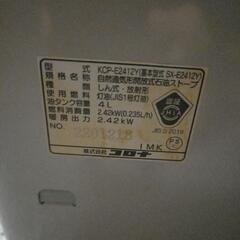 型式 KCP-E2412Y(基本型式 SX-E2412Y)
規格名称 自然通気形開放式石油ストーブ
種類 しん式・放射形
使用燃料 灯油(JIS1号灯油)
油タンク容量 4L
燃料消費量 2.42kW(0.235L/h)
暖房出力 2.42kW
JIS S 2019
IMK
株式会社 コロナ